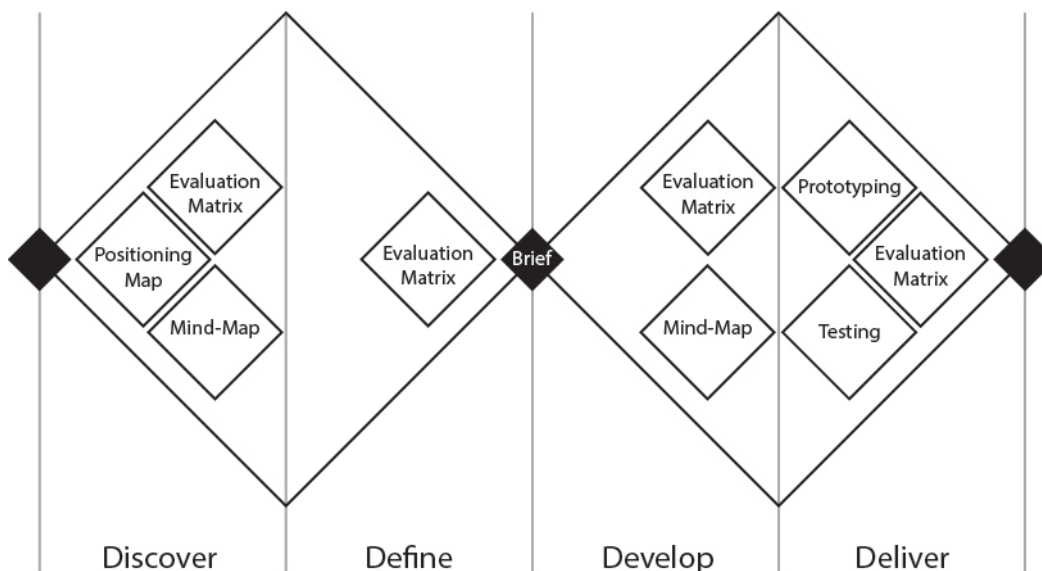 Evaluation
Matrix
Positioning
Map
Mind-Map
Evaluation
Matrix
Brief
Evaluation
Matrix
Mind-Map
Prototyping
Evaluation
Matrix
Testing
Discover
Define
Develop
Deliver